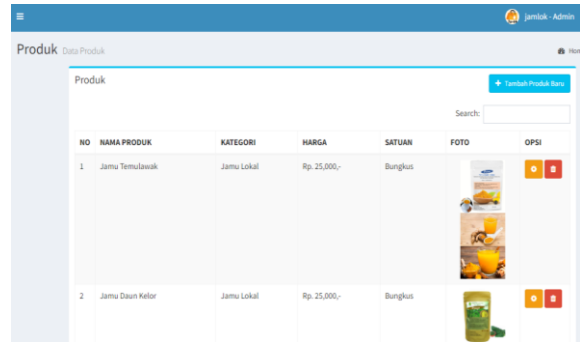 jamlok - Admin
Produk Data Produk
Hom
Produk
Tambah Produk Baru
Search:
NO NAMA PRODUK KATEGORI HARGA SATUAN FOTO OPSI
1 Jamu Temulawak Jamu Lokal Rp. 25,000,- Bungkus
2 Jamu Daun Kelor Jamu Lokal Rp. 25,000,- Bungkus